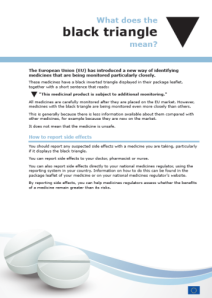 What does the
black triangle
mean?
The European Union (EU) has introduced a new way of identifying
medicines that are being monitored particularly closely.
These medicines have a black inverted triangle displayed in their package leaflet,
together with a short sentence that reads:
"This medicinal product is subject to additional monitoring."
All medicines are carefully monitored after they are placed on the EU market. However,
medicines with the black triangle are being monitored even more closely than others.
This is generally because there is less information available about them compared with
other medicines, for example because they are new on the market.
It does not mean that the medicine is unsafe.
How to report side effects
You should report any suspected side effects with a medicine you are taking, particularly
if it displays the black triangle.
You can report side effects to your doctor, pharmacist or nurse.
You can also report side effects directly to your national medicines regulator, using the
reporting system in your country. Information on how to do this can be found in the
package leaflet of your medicine or on your national medicines regulator's website.
By reporting side effects, you can help medicines regulators assess whether the benefits
of a medicine remain greater than its risks.